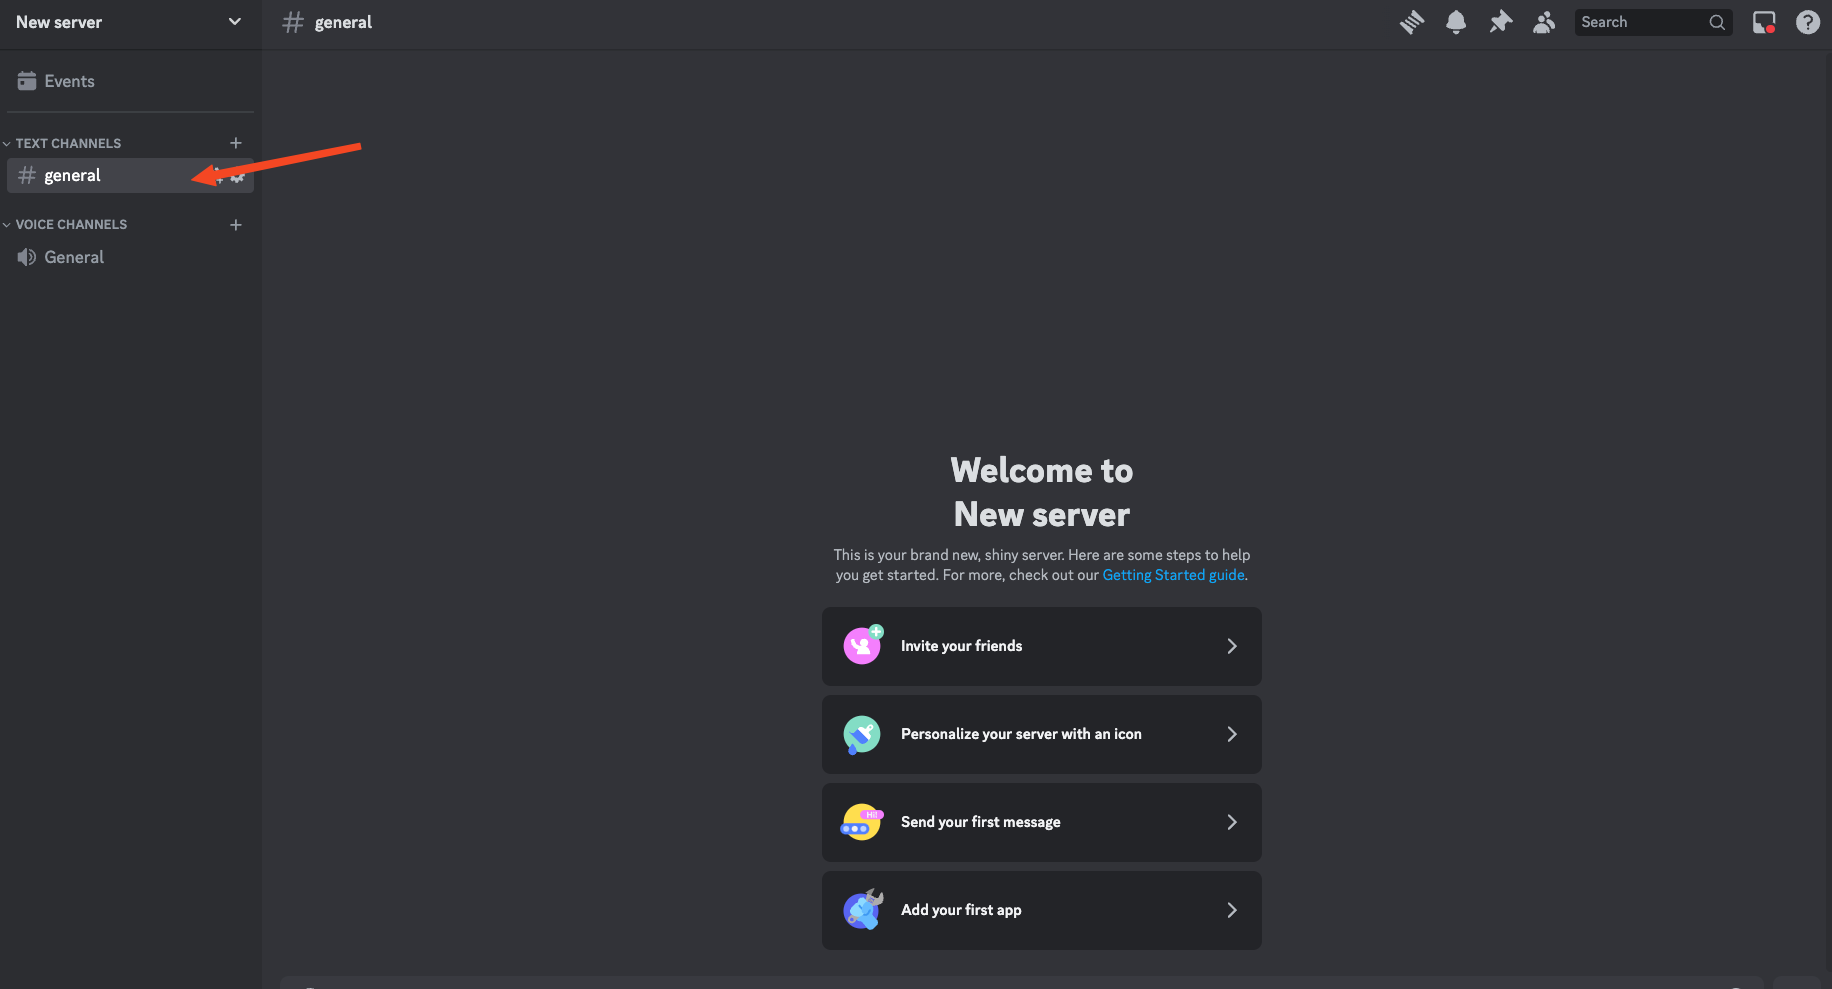 New server
general
Search
Events
TEXT CHANNELS
general
VOICE CHANNELS
General
Welcome to
New server
This is your brand new, shiny server. Here are some steps to help
you get started. For more, check out our Getting Started guide.
Invite your friends
Personalize your server with an icon
Hi!
Send your first message
Add your first app